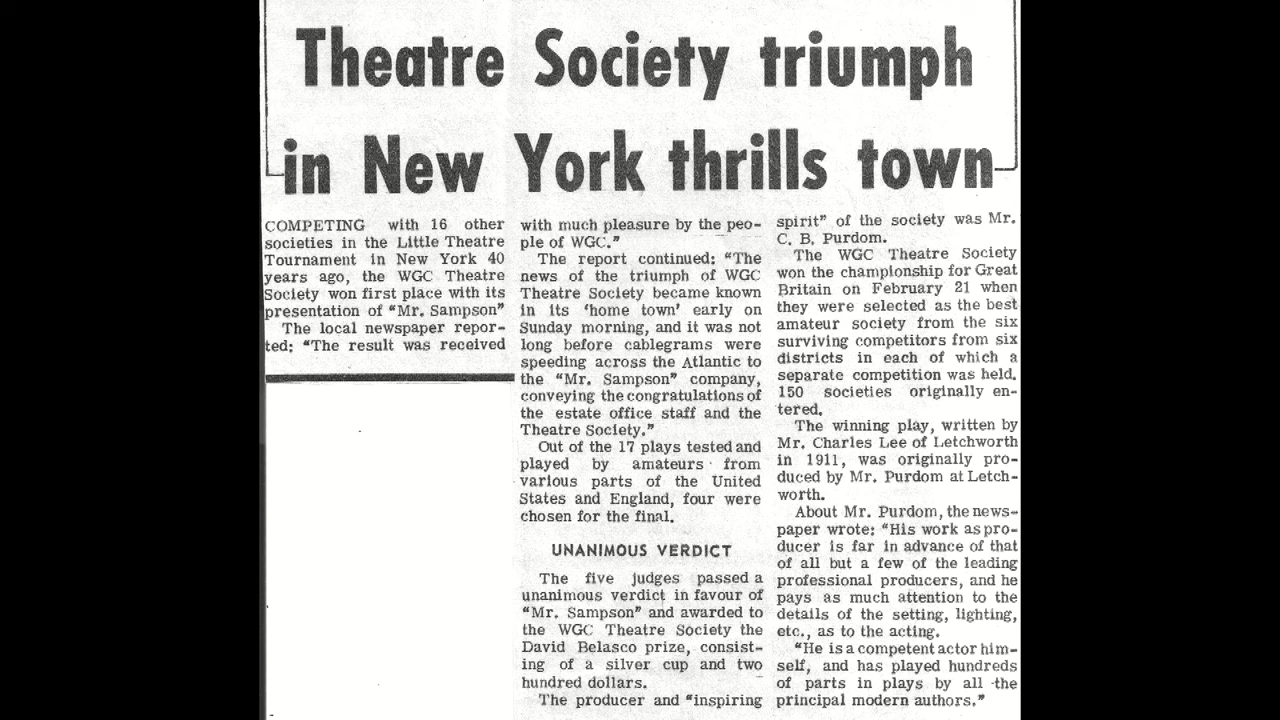 Theatre Society triumph
in New York thrills town
COMPETING with 16 other
societies in the Little Theatre
Tournament in New York 40
years ago, the WGC Theatre
Society won first place with its
presentation of "Mr. Sampson"
The local newspaper repor-
ted: "The result was received
with much pleasure by the peo-
ple of WGC."
The report continued: "The
news of the triumph of WGC
Theatre Society became known
in its 'home town' early on
Sunday morning, and it was not
long before cablegrams were
speeding across the Atlantic to
the "Mr. Sampson" company,
conveying the congratulations of
the estate office staff and the
Theatre Society."
Out of the 17 plays tested and
played by amateurs from
various parts of the United
States and England, four were
chosen for the final.
UNANIMOUS VERDICT
The five judges passed a
unanimous verdict in favour of
"Mr. Sampson" and awarded to
the WGC Theatre Society the
David Belasco prize, consist-
ing of a silver cup and two
hundred dollars.
The producer and "inspiring
spirit" of the society was Mr.
C. B. Purdom.
The WGC Theatre Society
won the championship for Great
Britain on February 21 when
they were selected as the best
amateur society from the six
surviving competitors from six
districts in each of which a
separate competition was held.
150 societies originally en-
tered.
The winning play, written by
Mr. Charles Lee of Letchworth
in 1911, was originally pro-
duced by Mr. Purdom at Letch-
worth.
About Mr. Purdom, the news-
paper wrote: "His work as pro-
ducer is far in advance of that
of all but a few of the leading
professional producers, and he
pays as much attention to the
details of the setting, lighting,
etc., as to the acting.
"He is a competent actor him-
self, and has played hundreds
of parts in plays by all the
principal modern authors."